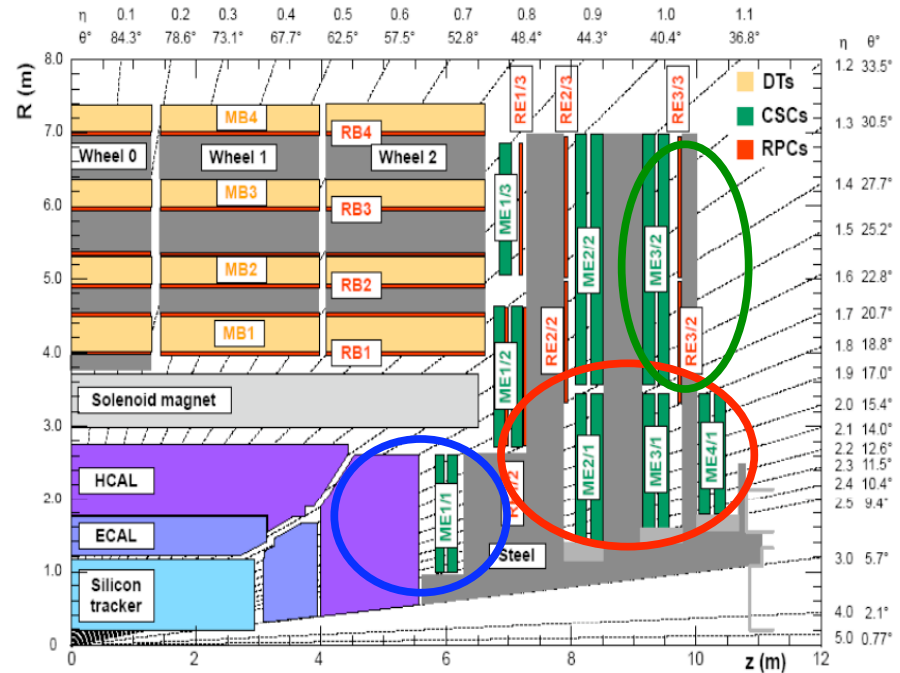 η 0.1 0.2 0.3 0.4 0.5 0.6 0.7 0.8 0.9 1.0 1.1
θ° 84.3° 78.6° 73.1° 67.7° 62.5° 57.5° 52.8° 48.4° 44.3° 40.4° 36.8°
η θ°
R (m)
8.0
7.0
6.0
5.0
4.0
3.0
2.0
1.0
0
1.2 33.5°
1.3 30.5°
1.4 27.7°
1.5 25.2°
1.6 22.8°
1.7 20.7°
1.8 18.8°
1.9 17.0°
2.0 15.4°
2.1 14.0°
2.2 12.6°
2.3 11.5°
2.4 10.4°
2.5 9.4°
3.0 5.7°
4.0 2.1°
5.0 0.77°
DTs
CSCs
RPCs
RE1/3
RE2/3
RE3/3
MB4
RB4
Wheel 0
Wheel 1
Wheel 2
MB3
RB3
MB2
RB2
MB1
RB1
ME1/3
ME2/2
ME3/2
RE2/2
RE3/2
ME1/2
Solenoid magnet
ME2/1
ME3/1
ME4/1
HCAL
ME1/1
ECAL
Steel
Silicon
tracker
0 2 4 6 8 10 12
z (m)